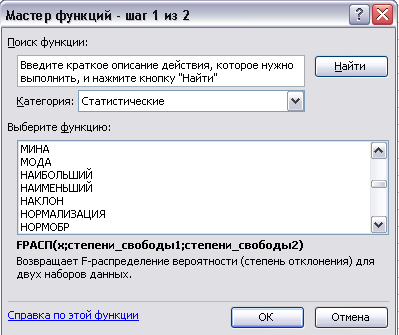 Мастер функций - шаг 1 из 2
Поиск функции:
Введите краткое описание действия, которое нужно
выполнить, и нажмите кнопку "Найти"
Найти
Категория: Статистические
Выберите функцию:
МИНА
МОДА
НАИБОЛЬШИЙ
НАИМЕНЬШИЙ
НАКЛОН
НОРМАЛИЗАЦИЯ
НОРМОБР
FРАСП(x;степени_свободы1;степени_свободы2)
Возвращает F-распределение вероятности (степень отклонения) для
двух наборов данных.
Справка по этой функции
ОК
Отмена